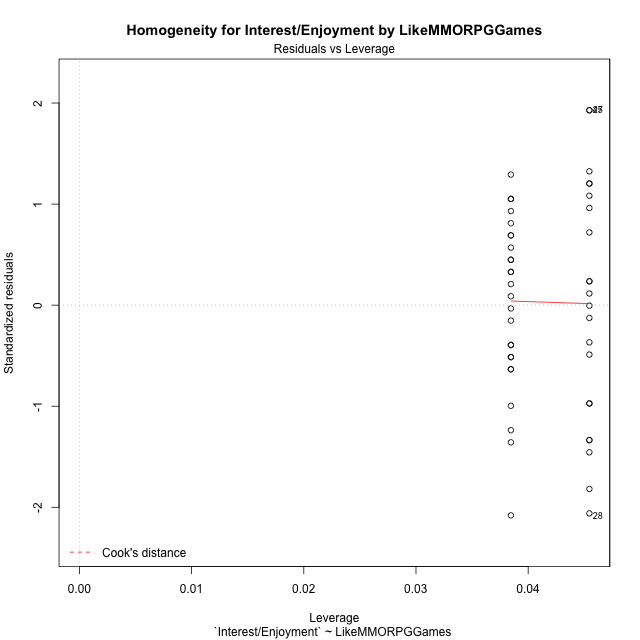 Homogeneity for Interest/Enjoyment by LikeMMORPGGames
Residuals vs Leverage
Standardized residuals
2
1
0
-1
-2
28
Cook's distance
0.00 0.01 0.02 0.03 0.04
Leverage
`Interest/Enjoyment` ~ LikeMMORPGGames